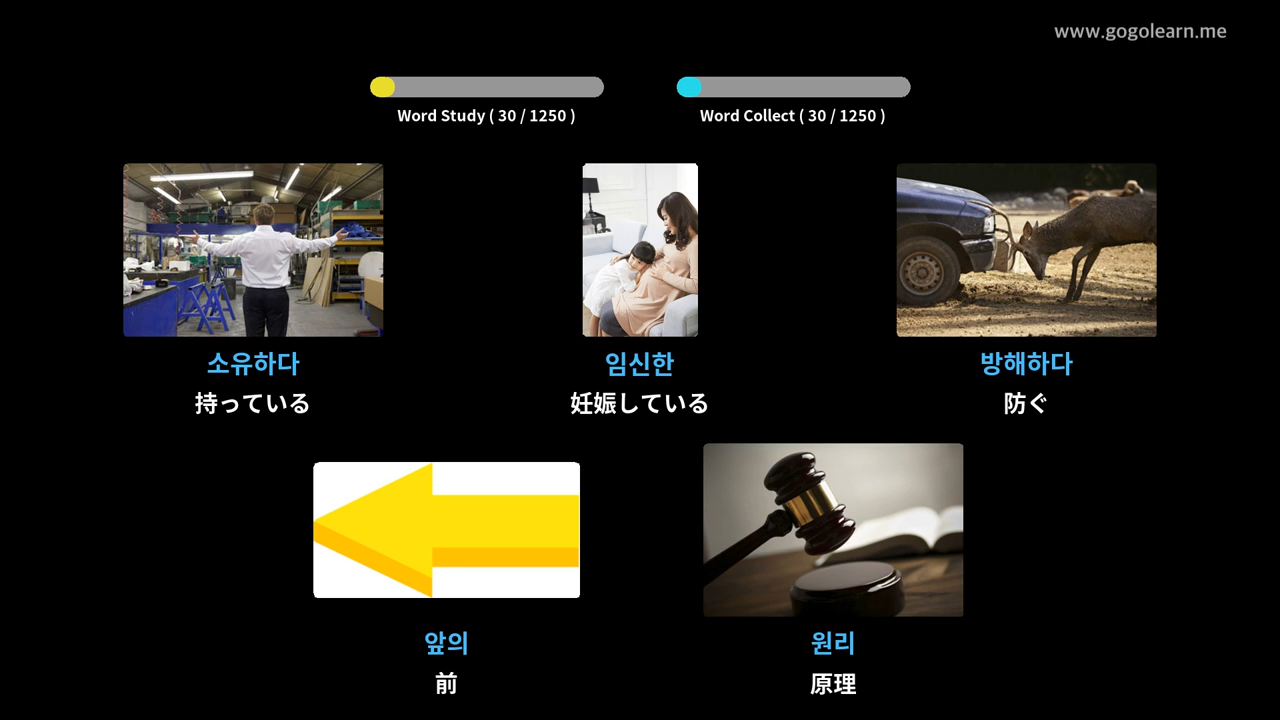 www.gogolearn.me
Word Study ( 30 / 1250 )
Word Collect ( 30 / 1250 )
소유하다
持っている
임신한
妊娠している
방해하다
防ぐ
앞의
前
원리
原理